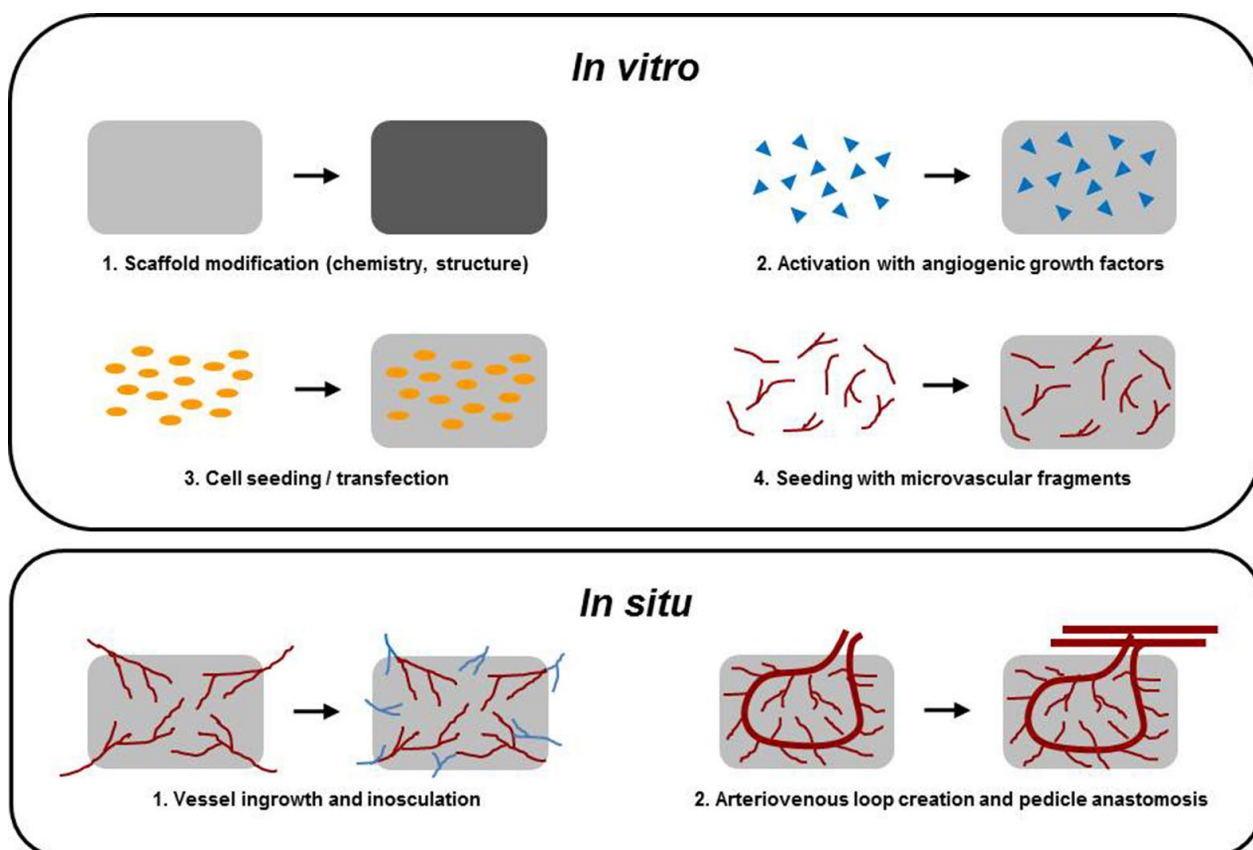 In vitro
1. Scaffold modification (chemistry, structure)
2. Activation with angiogenic growth factors
3. Cell seeding / transfection
4. Seeding with microvascular fragments
In situ
1. Vessel ingrowth and inosculation
2. Arteriovenous loop creation and pedicle anastomosis